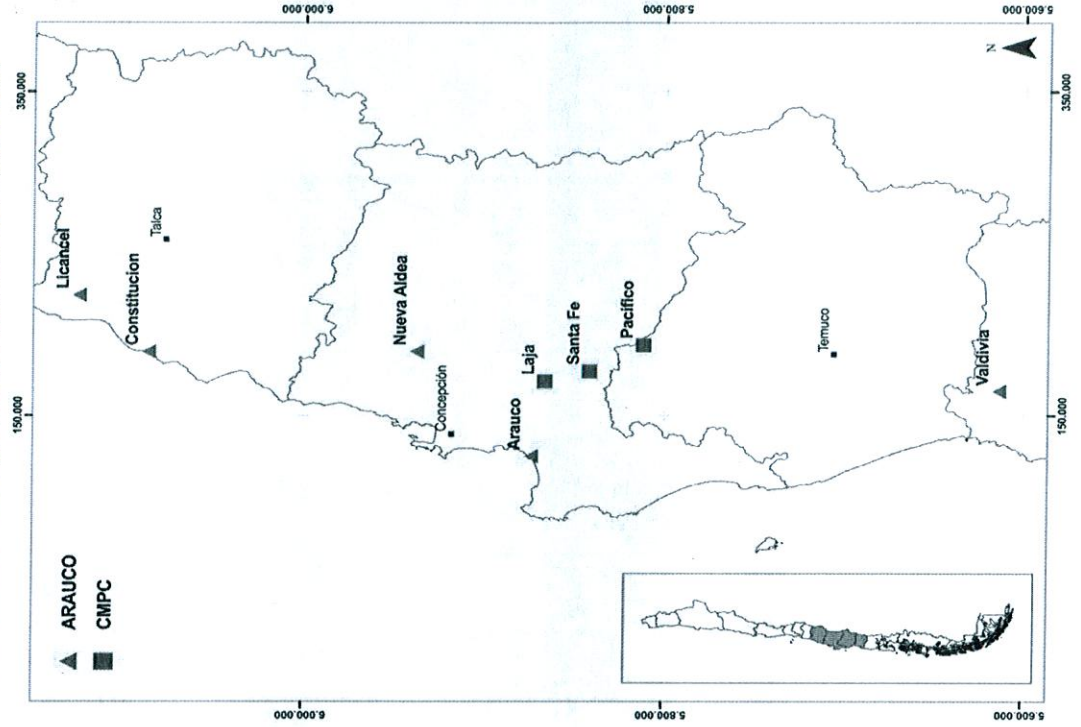 ARAUCO
CMPC
350.000
150.000
6.000.000
5.800.000
5.600.000
N
Licancel
Constitucion
Talca
Nueva Aldea
Concepción
Arauco
Laja
Santa Fe
Pacifico
Temuco
Valdivia
6.000.000
5.800.000
5.600.000
350.000
150.000